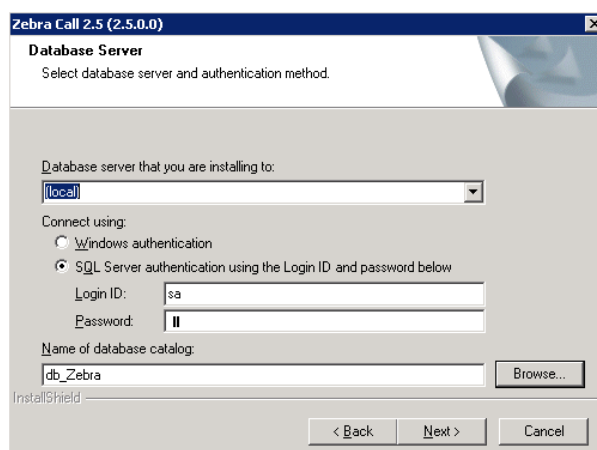 Zebra Call 2.5 (2.5.0.0)
Database Server
Select database server and authentication method.
Database server that you are installing to:
(local)
Connect using:
Windows authentication
SQL Server authentication using the Login ID and password below
Login ID: sa
Password:
Name of database catalog:
db_Zebra
Browse...
InstallShield
< Back Next > Cancel